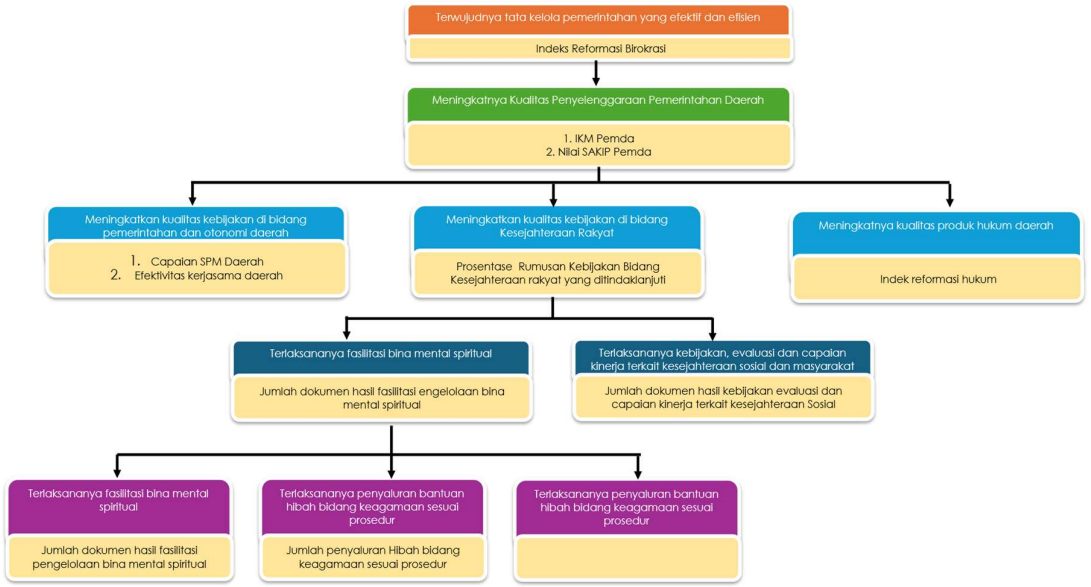 Terwujudnya tata kelola pemerintahan yang efektif dan efisien
Indeks Reformasi Birokrasi
Meningkatnya Kualitas Penyelenggaraan Pemerintahan Daerah
1. IKM Pemda
2. Nilai SAKIP Pemda
Meningkatkan kualitas kebijakan di bidang
pemerintahan dan otonomi daerah
1. Capaian SPM Daerah
2. Efektivitas kerjasama daerah
Meningkatkan kualitas kebijakan di bidang
Kesejahteraan Rakyat
Prosentase Rumusan Kebijakan Bidang
Kesejahteraan rakyat yang ditindaklanjuti
Meningkatnya kualitas produk hukum daerah
Indek reformasi hukum
Terlaksananya fasilitasi bina mental spiritual
Jumlah dokumen hasil fasilitasi engelolaan bina
mental spiritual
Terlaksananya kebijakan, evaluasi dan capaian
kinerja terkait kesejahteraan sosial dan masyarakat
Jumlah dokumen hasil kebijakan evaluasi dan
capaian kinerja terkait kesejahteraan Sosial
Terlaksananya fasilitasi bina mental
spiritual
Jumlah dokumen hasil fasilitasi
pengelolaan bina mental spiritual
Terlaksananya penyaluran bantuan
hibah bidang keagamaan sesuai
prosedur
Jumlah penyaluran Hibah bidang
keagamaan sesuai prosedur
Terlaksananya penyaluran bantuan
hibah bidang keagamaan sesuai
prosedur